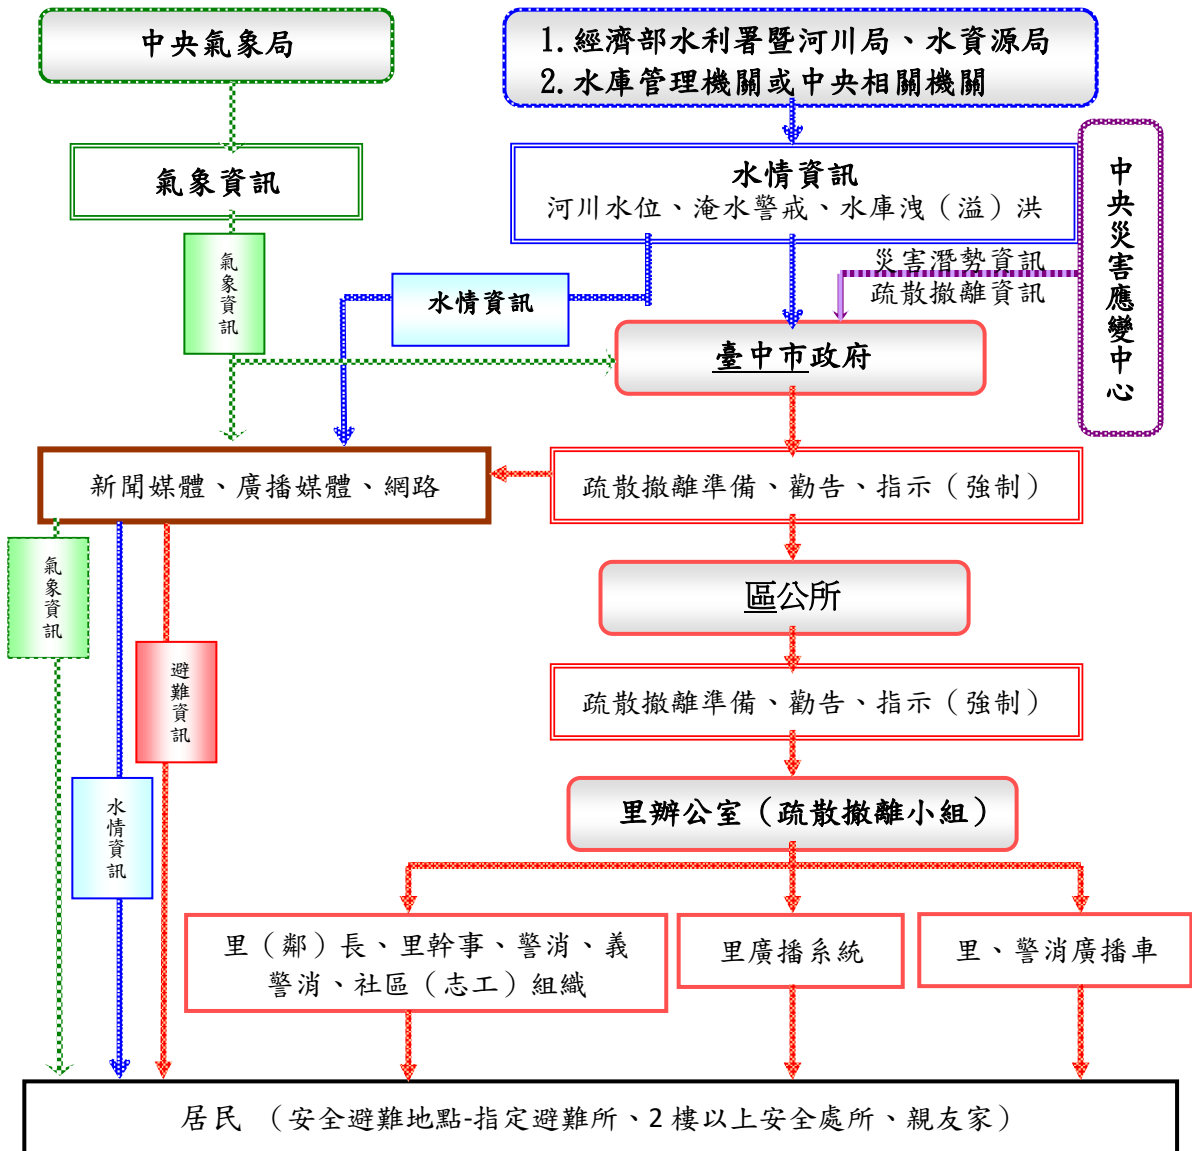 中央氣象局
1. 經濟部水利署暨河川局、水資源局
2. 水庫管理機關或中央相關機關
氣象資訊
水情資訊
河川水位、淹水警戒、水庫洩（溢）洪
中央災害應變中心
氣象資訊
水情資訊
災害潛勢資訊
疏散撤離資訊
臺中市政府
新聞媒體、廣播媒體、網路
疏散撤離準備、勸告、指示（強制）
氣象資訊
區公所
避難資訊
疏散撤離準備、勸告、指示（強制）
水情資訊
里辦公室（疏散撤離小組）
里（鄰）長、里幹事、警消、義
警消、社區（志工）組織
里廣播系統
里、警消廣播車
居民 （安全避難地點-指定避難所、2 樓以上安全處所、親友家）